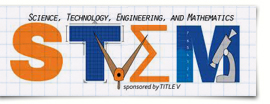 SCIENCE, TECHNOLOGY, ENGINEERING, AND MATHEMATICS
STEM
sponsored by TITLE V